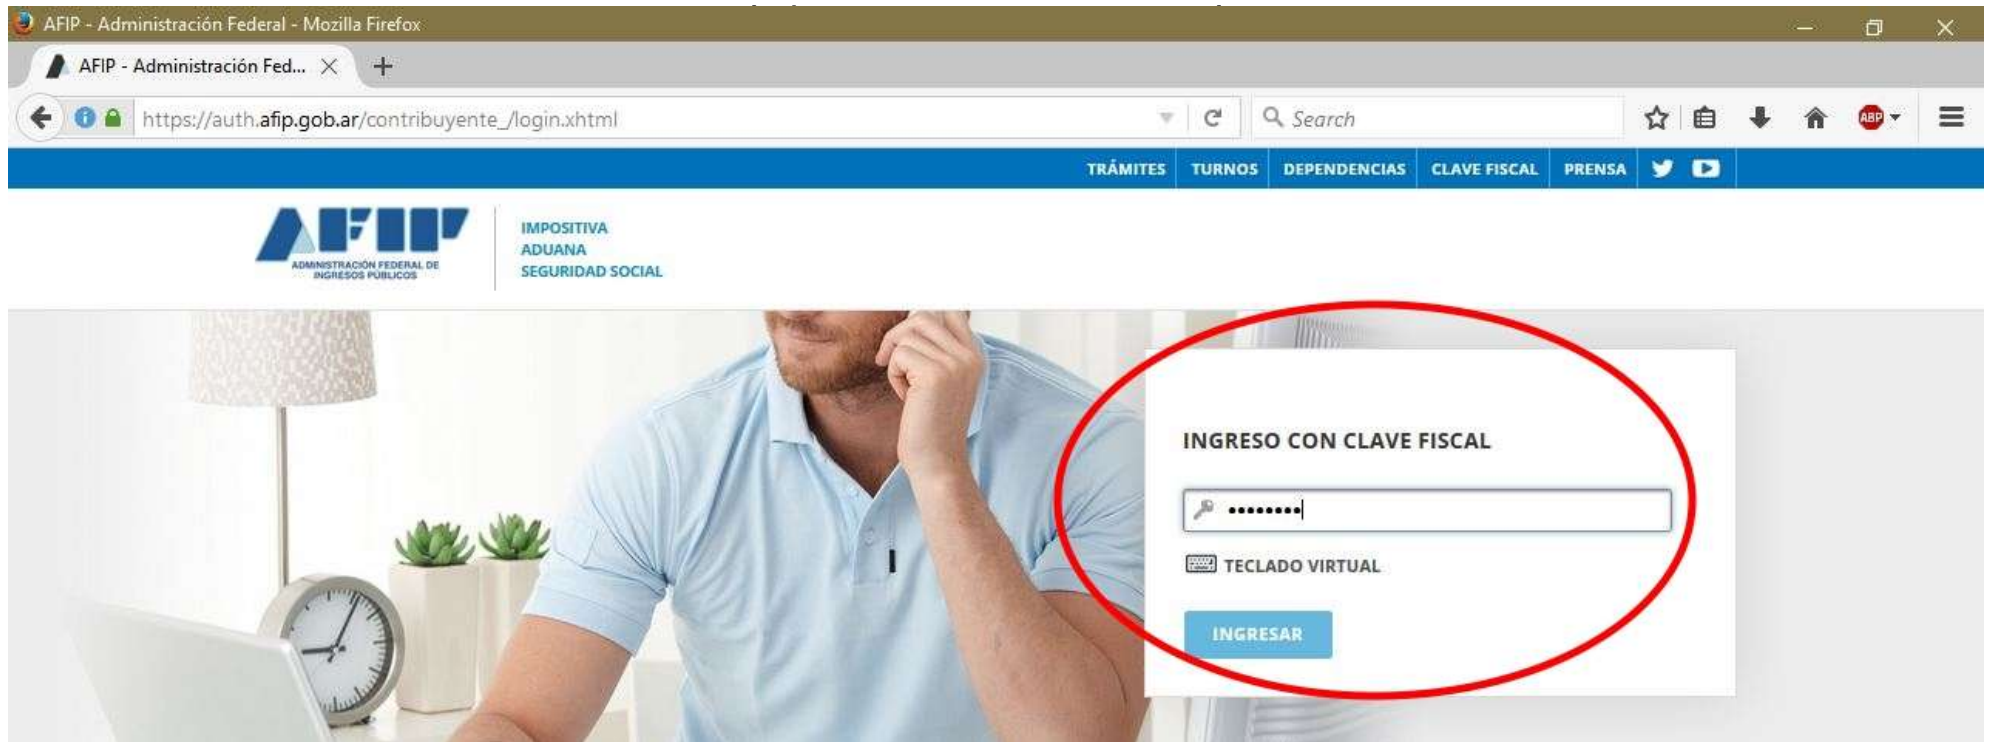 AFIP - Administración Federal - Mozilla Firefox
AFIP - Administración Fed...
https://auth.afip.gob.ar/contribuyente_/login.xhtml
Search
ABP
TRÁMITES TURNOS DEPENDENCIAS CLAVE FISCAL PRENSA
AFIP
ADMINISTRACIÓN FEDERAL DE
INGRESOS PÚBLICOS
IMPOSITIVA
ADUANA
SEGURIDAD SOCIAL
INGRESO CON CLAVE FISCAL
••••••••
TECLADO VIRTUAL
INGRESAR